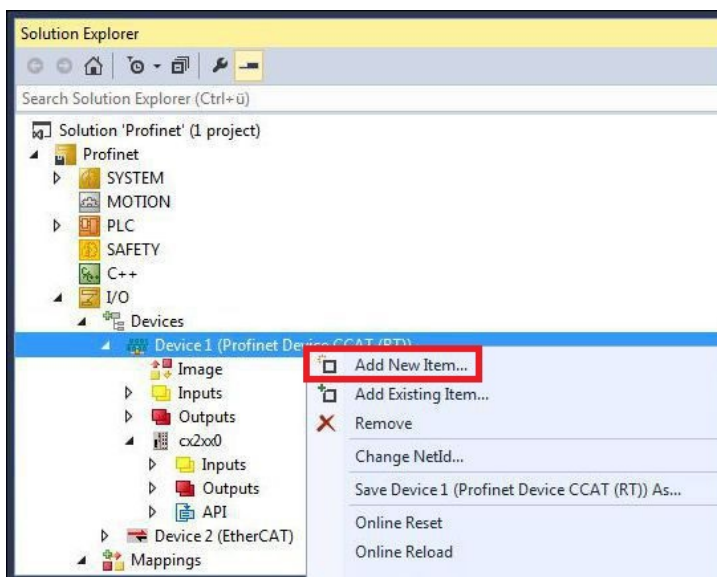 Solution Explorer
Search Solution Explorer (Ctrl+ü)
Solution 'Profinet' (1 project)
Profinet
SYSTEM
MOTION
PLC
SAFETY
C++
I/O
Devices
Device 1 (Profinet Device CCAT (RT))
Image
Inputs
Outputs
cx2xx0
Inputs
Outputs
API
Device 2 (EtherCAT)
Mappings
Add New Item...
Add Existing Item...
Remove
Change NetId...
Save Device 1 (Profinet Device CCAT (RT)) As...
Online Reset
Online Reload